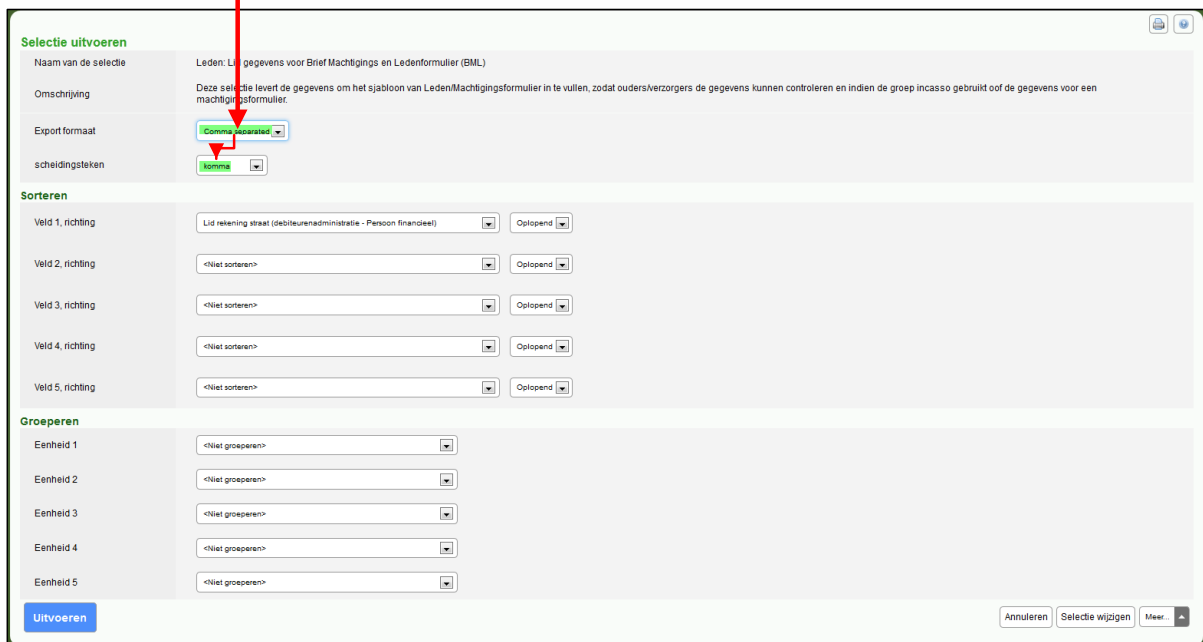 Selectie uitvoeren
Naam van de selectie Leden: Lid gegevens voor Brief Machtigings en Ledenformulier (BML)
Omschrijving Deze selectie levert de gegevens om het sjabloon van Leden/Machtigingsformulier in te vullen, zodat ouders/verzorgers de gegevens kunnen controleren en indien de groep incasso gebruikt oof de gegevens voor een
machtigingsformulier.
Export formaat Comma separated
scheidingsteken komma
Sorteren
Veld 1, richting Lid rekening straat (debiteurenadministratie - Persoon financieel) Oplopend
Veld 2, richting <Niet sorteren> Oplopend
Veld 3, richting <Niet sorteren> Oplopend
Veld 4, richting <Niet sorteren> Oplopend
Veld 5, richting <Niet sorteren> Oplopend
Groeperen
Eenheid 1 <Niet groeperen>
Eenheid 2 <Niet groeperen>
Eenheid 3 <Niet groeperen>
Eenheid 4 <Niet groeperen>
Eenheid 5 <Niet groeperen>
Uitvoeren Annuleren Selectie wijzigen Meer...